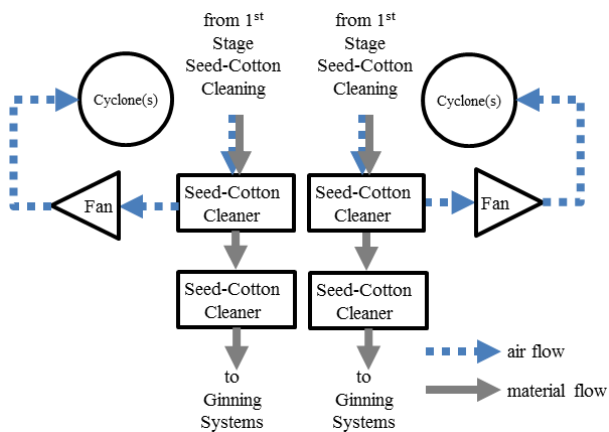 from 1st
Stage
Seed-Cotton
Cleaning
from 1st
Stage
Seed-Cotton
Cleaning
Cyclone(s)
Cyclone(s)
Fan
Seed-Cotton
Cleaner
Seed-Cotton
Cleaner
Fan
Seed-Cotton
Cleaner
Seed-Cotton
Cleaner
to
Ginning
Systems
to
Ginning
Systems
air flow
material flow